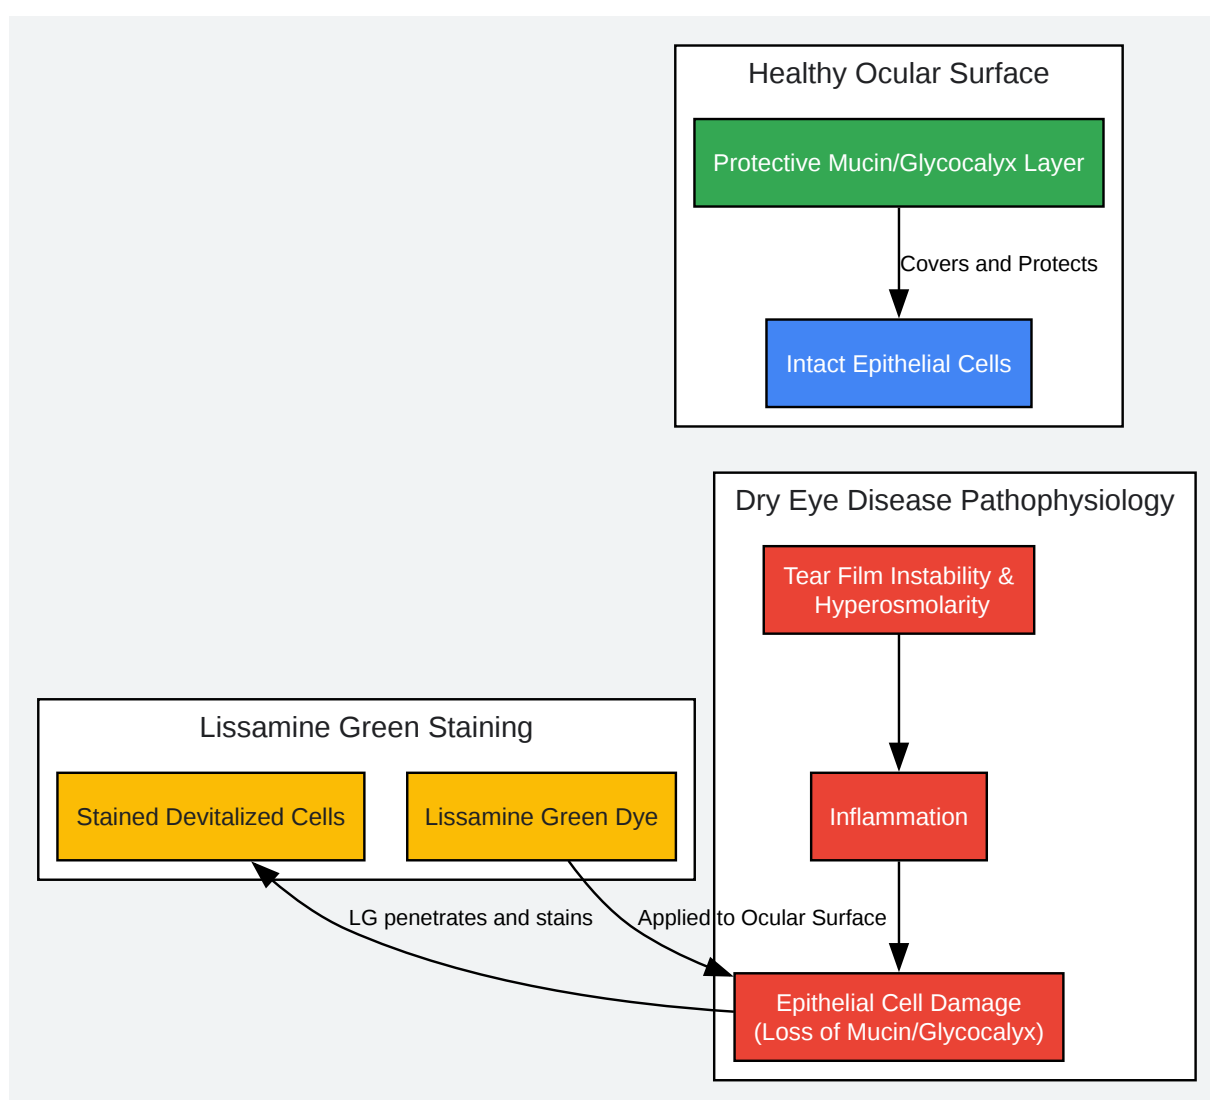 Healthy Ocular Surface
Protective Mucin/Glycocalyx Layer
Covers and Protects
Intact Epithelial Cells
Dry Eye Disease Pathophysiology
Tear Film Instability &
Hyperosmolarity
Inflammation
Lissamine Green Staining
Stained Devitalized Cells
Lissamine Green Dye
LG penetrates and stains
Applied to Ocular Surface
Epithelial Cell Damage
(Loss of Mucin/Glycocalyx)